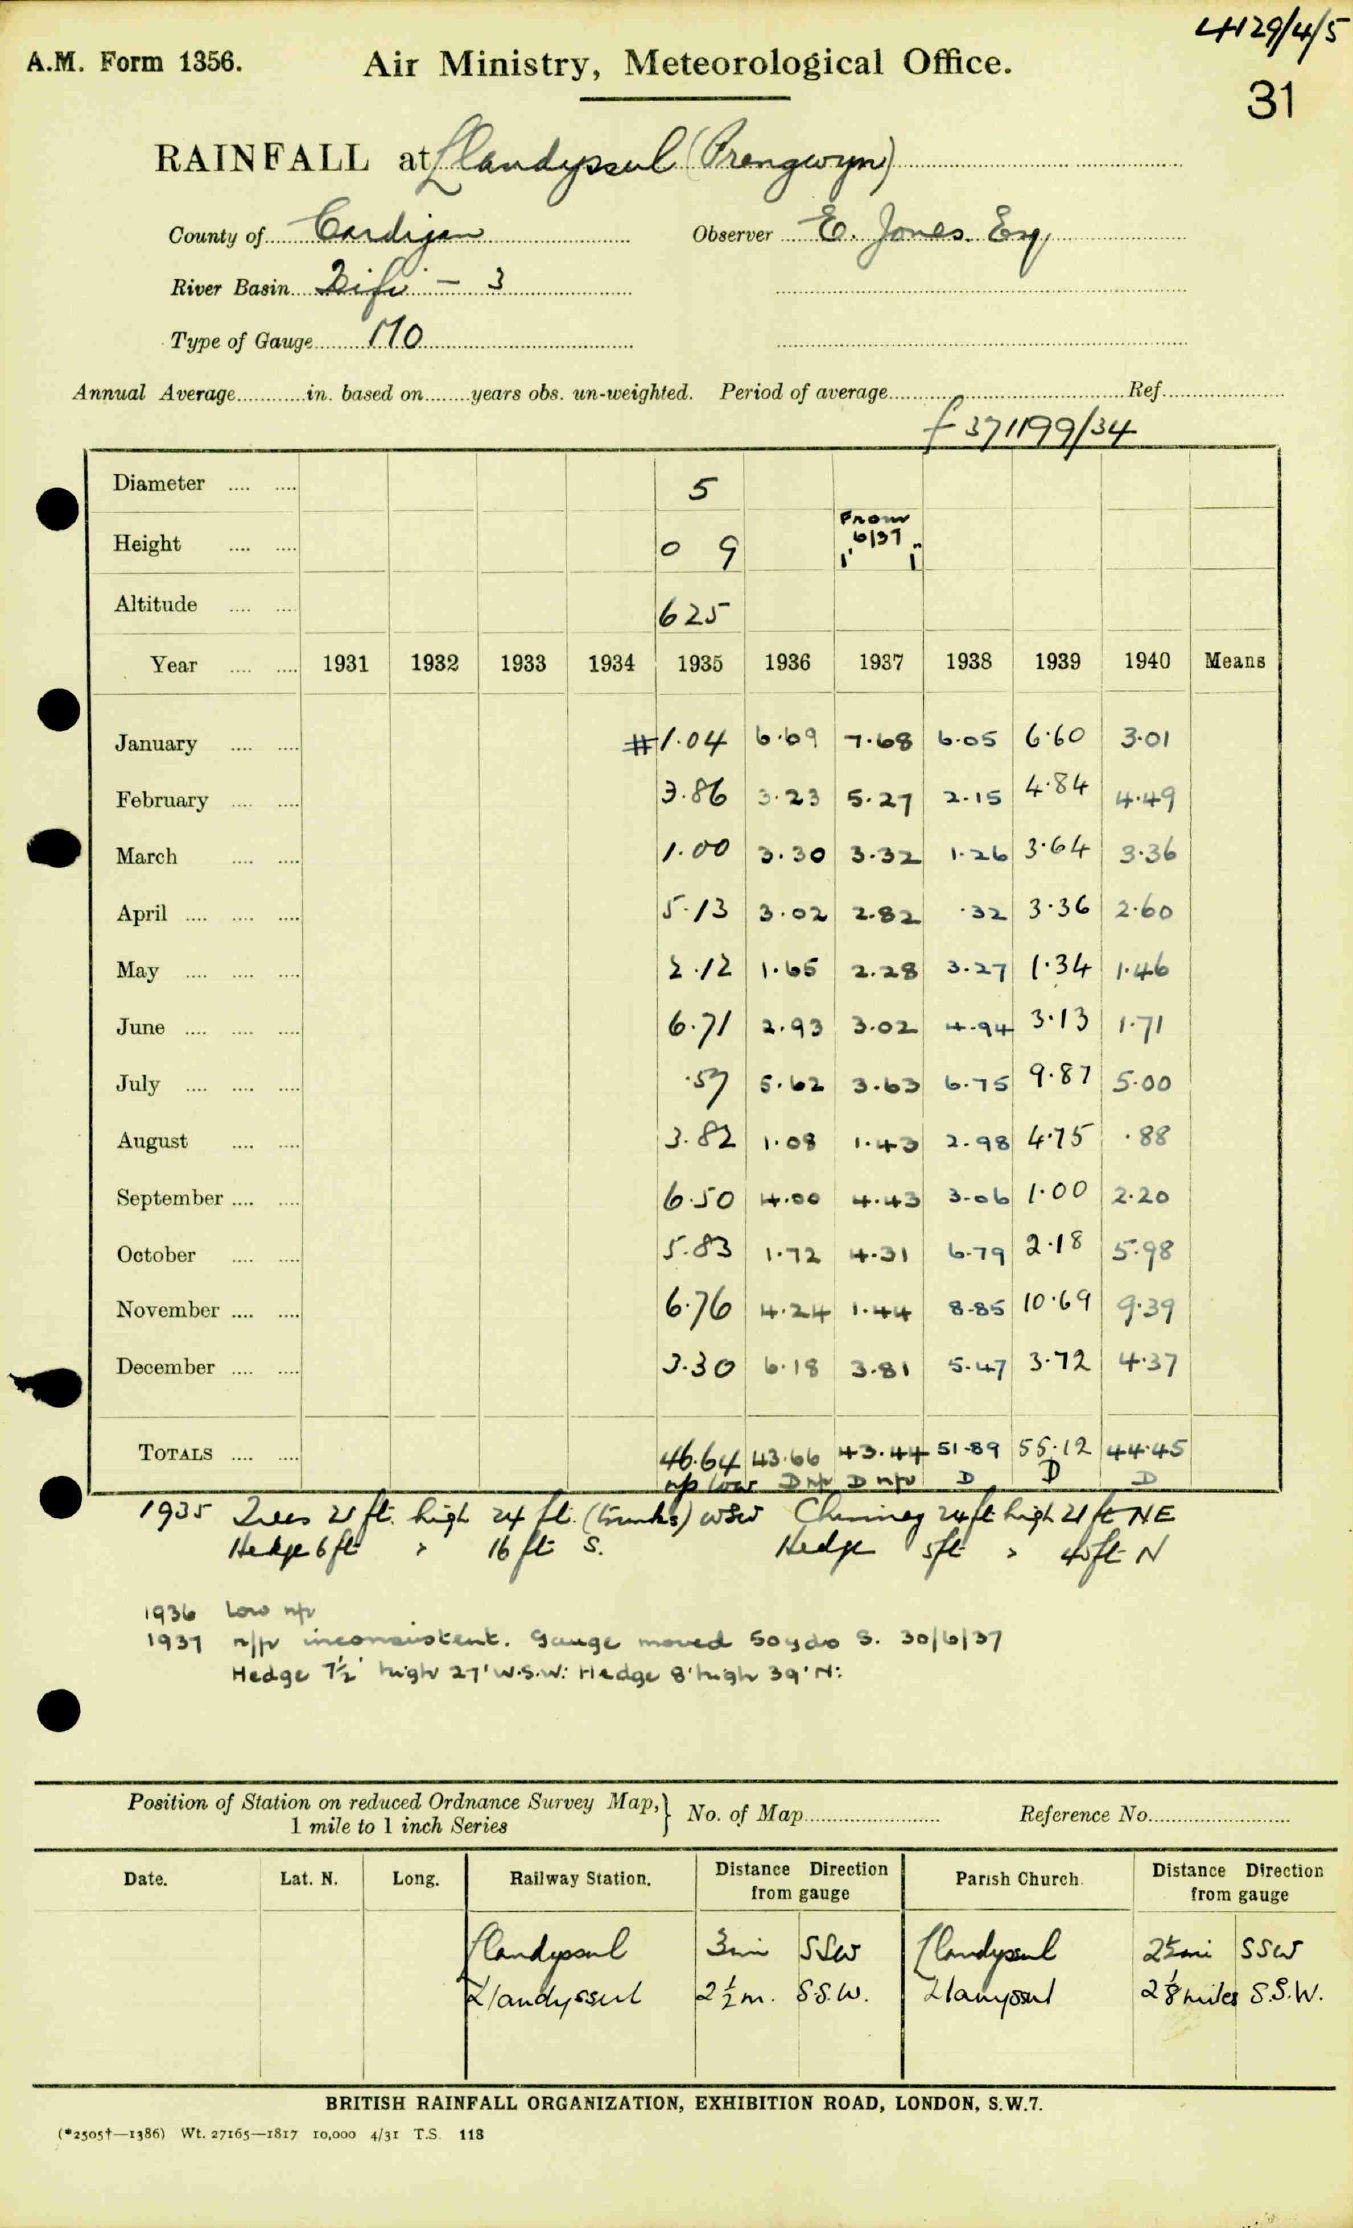 4129/4/5
A.M. Form 1356. Air Ministry, Meteorological Office.
31
RAINFALL at Llandyssul (Prengwyn)
County of Cardigan Observer E. Jones. Esq,
River Basin Teifi - 3
Type of Gauge MO
Annual Average in. based on years obs. un-weighted. Period of average Ref.
f 371199/34
Diameter 5
Height 0 9 From 6/37 1' 1"
Altitude 625
Year 1931 1932 1933 1934 1935 1936 1937 1938 1939 1940 Means
January #1.04 6.69 7.68 6.05 6.60 3.01
February 3.86 3.23 5.27 2.15 4.84 4.49
March 1.00 3.30 3.32 1.26 3.64 3.36
April 5.13 3.02 2.82 .32 3.36 2.60
May 2.12 1.65 2.28 3.27 1.34 1.46
June 6.71 2.93 3.02 4.94 3.13 1.71
July .57 5.62 3.63 6.75 9.87 5.00
August 3.82 1.08 1.43 2.98 4.75 .88
September 6.50 4.00 4.43 3.06 1.00 2.20
October 5.83 1.72 4.31 6.79 2.18 5.98
November 6.76 4.24 1.44 8.85 10.69 9.39
December 3.30 6.18 3.81 5.47 3.72 4.37
TOTALS 46.64 43.66 43.44 51.89 55.12 44.45
n/p low D n/p D n/p D D D
1935 Trees 21 ft. high 24 ft. (trunks) WSW Chimney 24ft high 21 ft NE
Hedge 6 ft " 16 ft S. Hedge 5ft " 40ft N
1936 Low n/p
1937 n/p inconsistent. Gauge moved 50 yds S. 30/6/37
Hedge 7½' high 27' W.S.W: Hedge 8' high 39' N:
Position of Station on reduced Ordnance Survey Map, } No. of Map Reference No.
1 mile to 1 inch Series
Date. Lat. N. Long. Railway Station. Distance Direction from gauge Parish Church. Distance Direction from gauge
Llandyssul 3 mi SSW Llandyssul 2½ mi SSW
Llandyssul 2½ m. S.S.W. Llanyssul 2⅛ miles S.S.W.
BRITISH RAINFALL ORGANIZATION, EXHIBITION ROAD, LONDON, S.W.7.
(*2505†—1386) Wt. 27165—1817 10,000 4/31 T.S. 118